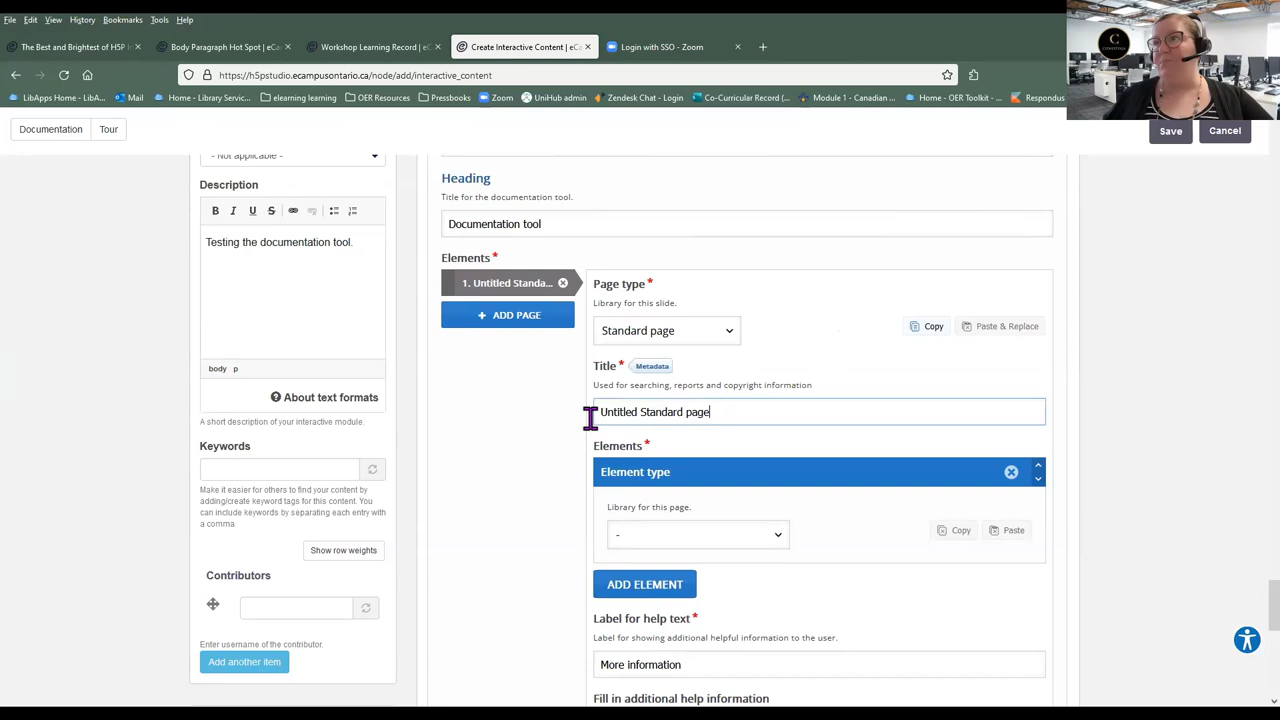 File Edit View History Bookmarks Tools Help
The Best and Brightest of H5P In
Body Paragraph Hot Spot | eCam
Workshop Learning Record | eC
Create Interactive Content | eCa
Login with SSO - Zoom
https://h5pstudio.ecampusontario.ca/node/add/interactive_content
LibApps Home - LibA...
Mail
Home - Library Servic...
elearning learning
OER Resources
Pressbooks
Zoom
UniHub admin
Zendesk Chat - Login
Co-Curricular Record (...
Module 1 - Canadian ...
Home - OER Toolkit - ...
Respondus
C
CONESTOGA
Documentation
Tour
Save
Cancel
- Not applicable -
Description
B I U S
Testing the documentation tool.
body p
About text formats
A short description of your interactive module.
Keywords
Make it easier for others to find your content by
adding/create keyword tags for this content. You
can include keywords by separating each entry with
a comma.
Show row weights
Contributors
Enter username of the contributor.
Add another item
Heading
Title for the documentation tool.
Documentation tool
Elements*
1. Untitled Standa...
+ ADD PAGE
Page type*
Library for this slide.
Standard page
Copy
Paste & Replace
Title* Metadata
Used for searching, reports and copyright information
Untitled Standard page
Elements*
Element type
Library for this page.
-
Copy
Paste
ADD ELEMENT
Label for help text*
Label for showing additional helpful information to the user.
More information
Fill in additional help information